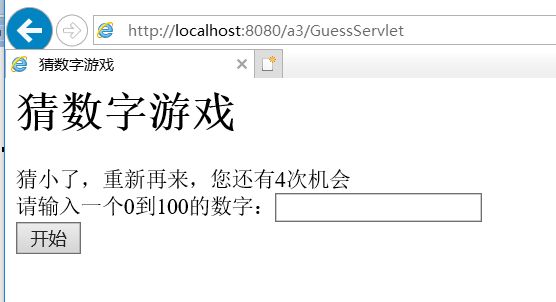 http://localhost:8080/a3/GuessServlet
猜数字游戏
猜数字游戏
猜小了，重新再来，您还有4次机会
请输入一个0到100的数字：
开始